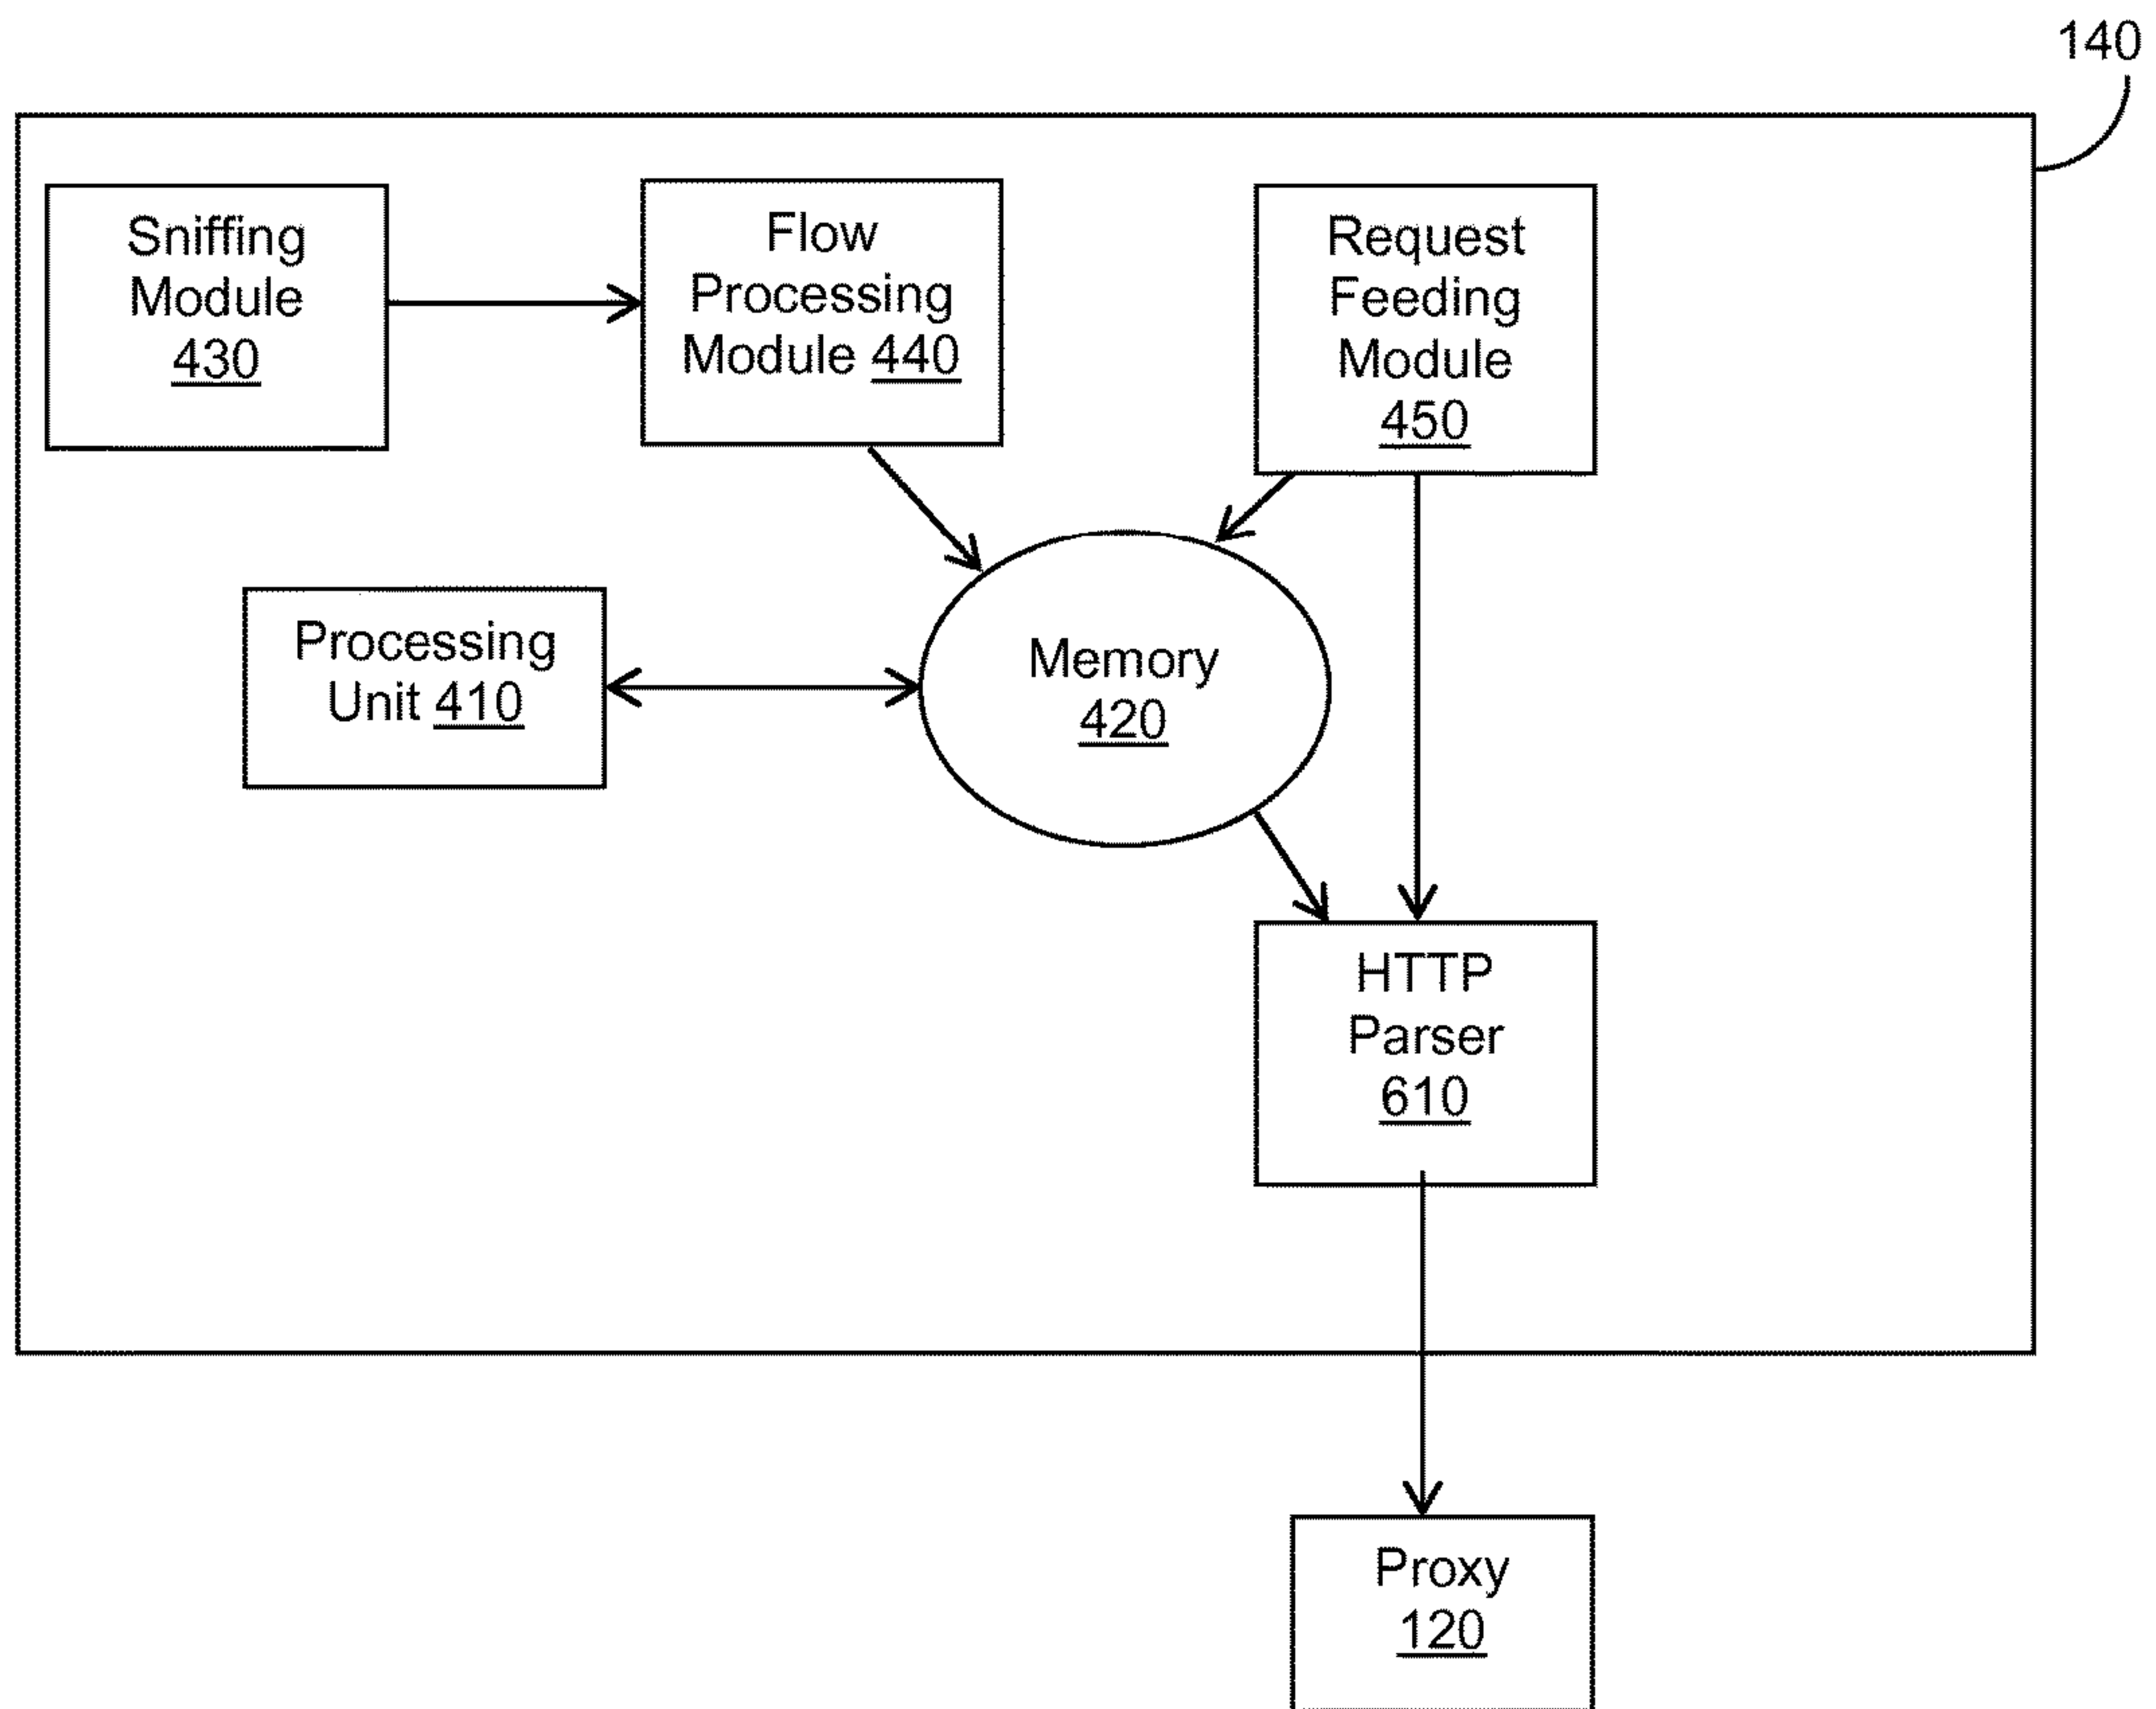 140
Sniffing
Module
430
Flow
Processing
Module 440
Request
Feeding
Module
450
Processing
Unit 410
Memory
420
HTTP
Parser
610
Proxy
120